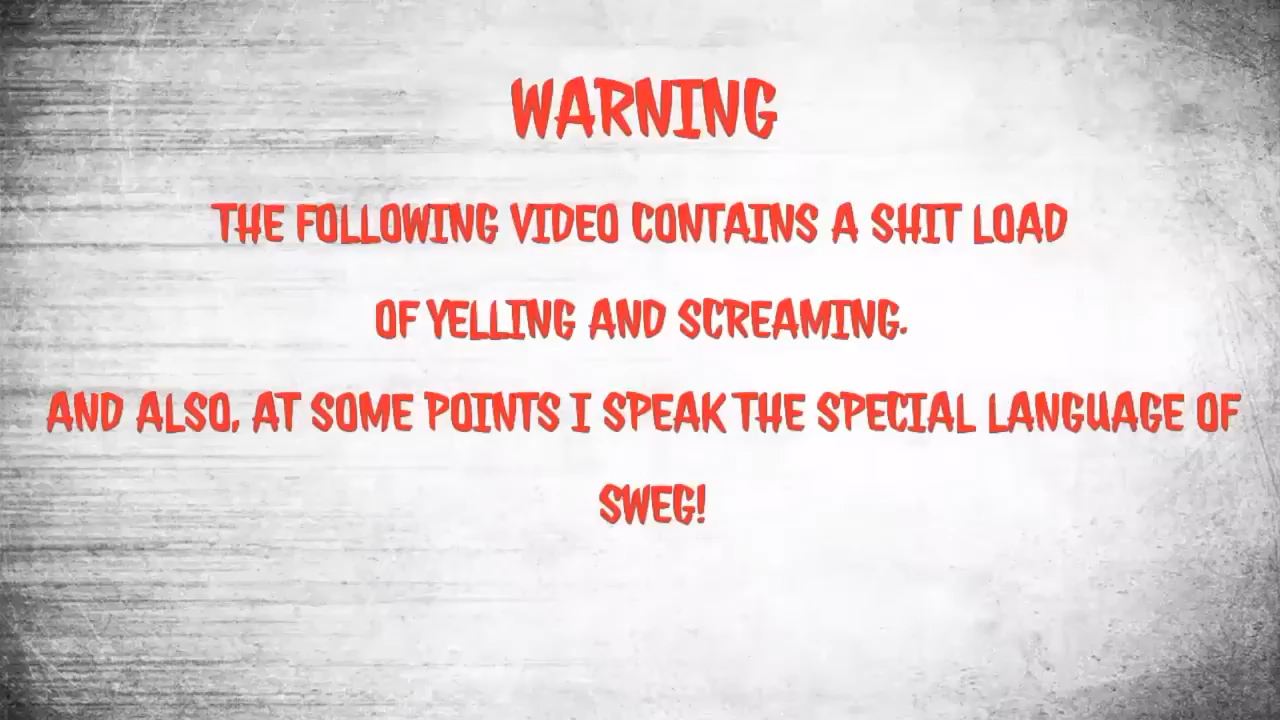 WARNING
THE FOLLOWING VIDEO CONTAINS A SHIT LOAD
OF YELLING AND SCREAMING.
AND ALSO, AT SOME POINTS I SPEAK THE SPECIAL LANGUAGE OF
SWEG!